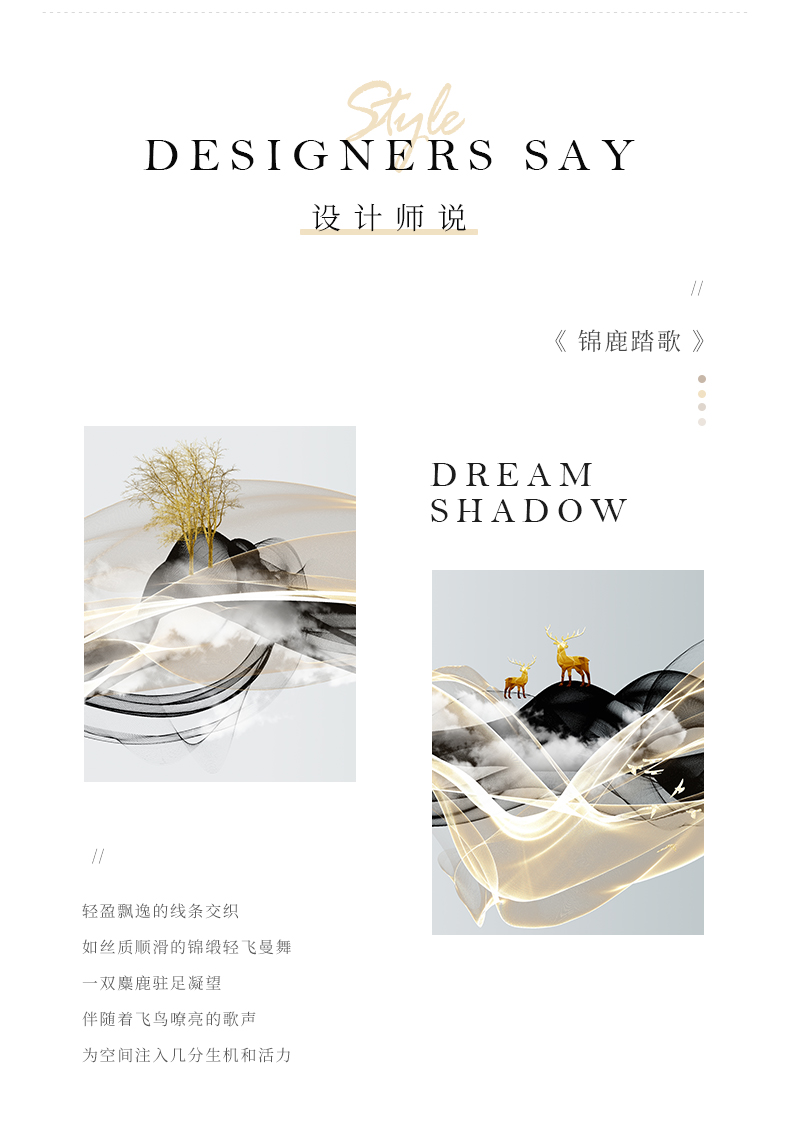 Style
DESIGNERS SAY
设计师说
//
《 锦鹿踏歌 》
DREAM
SHADOW
//
轻盈飘逸的线条交织
如丝质顺滑的锦缎轻飞曼舞
一双麋鹿驻足凝望
伴随着飞鸟嘹亮的歌声
为空间注入几分生机和活力